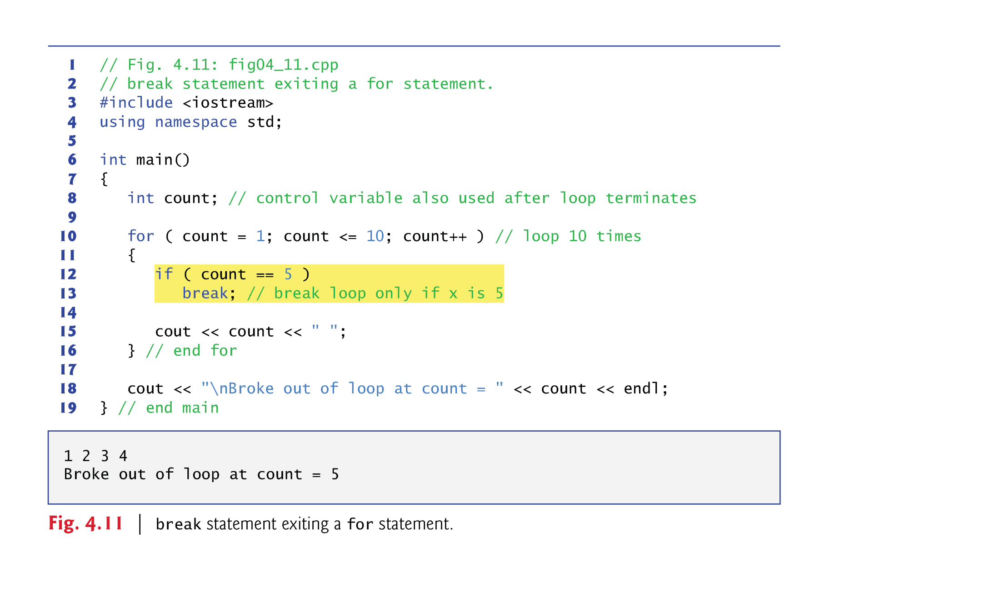 1 // Fig. 4.11: fig04_11.cpp
2 // break statement exiting a for statement.
3 #include <iostream>
4 using namespace std;
5
6 int main()
7 {
8    int count; // control variable also used after loop terminates
9
10    for ( count = 1; count <= 10; count++ ) // loop 10 times
11    {
12       if ( count == 5 )
13          break; // break loop only if x is 5
14
15       cout << count << " ";
16    } // end for
17
18    cout << "\nBroke out of loop at count = " << count << endl;
19 } // end main
1 2 3 4
Broke out of loop at count = 5
Fig. 4.11 | break statement exiting a for statement.